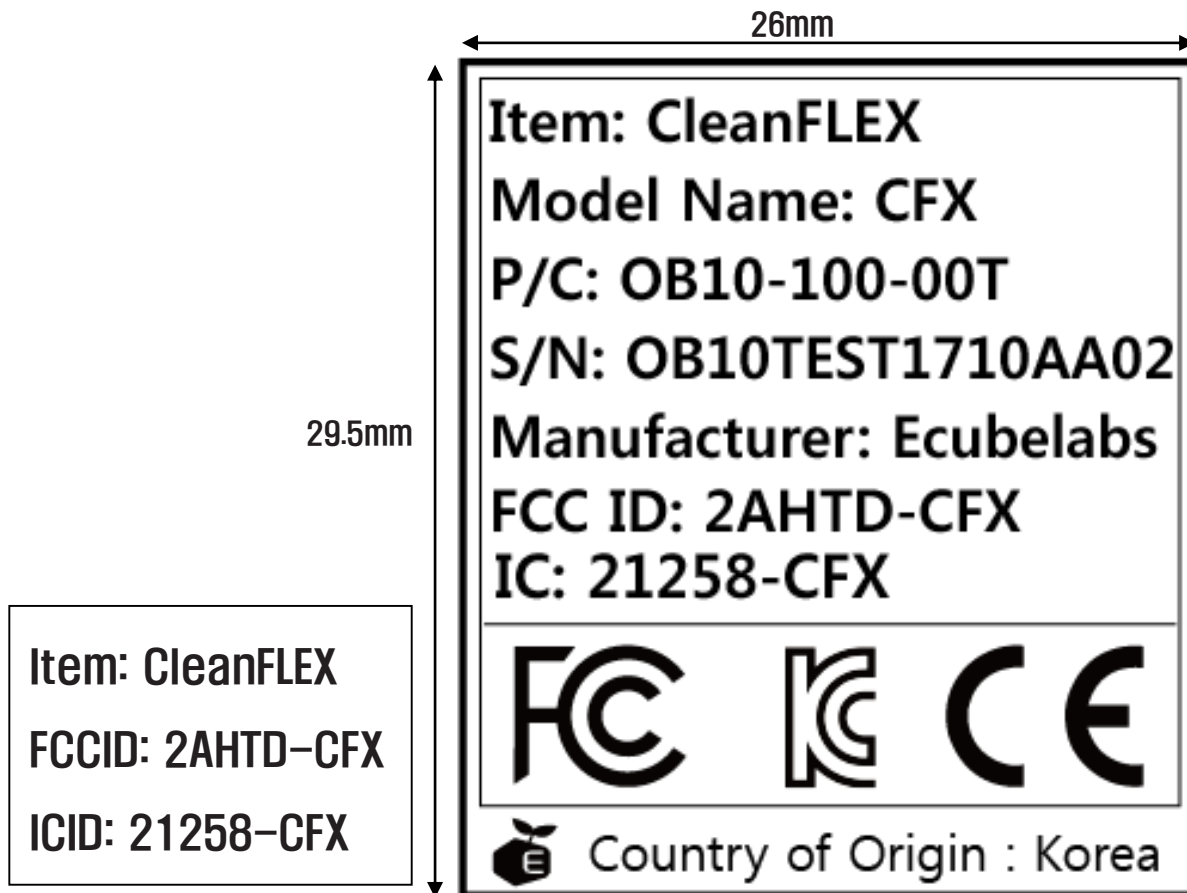 26mm
Item: CleanFLEX
Model Name: CFX
P/C: OB10-100-00T
S/N: OB10TEST1710AA02
29.5mm
Manufacturer: Ecubelabs
FCC ID: 2AHTD-CFX
IC: 21258-CFX
FC KC CE
E Country of Origin : Korea
Item: CleanFLEX
FCCID: 2AHTD-CFX
ICID: 21258-CFX